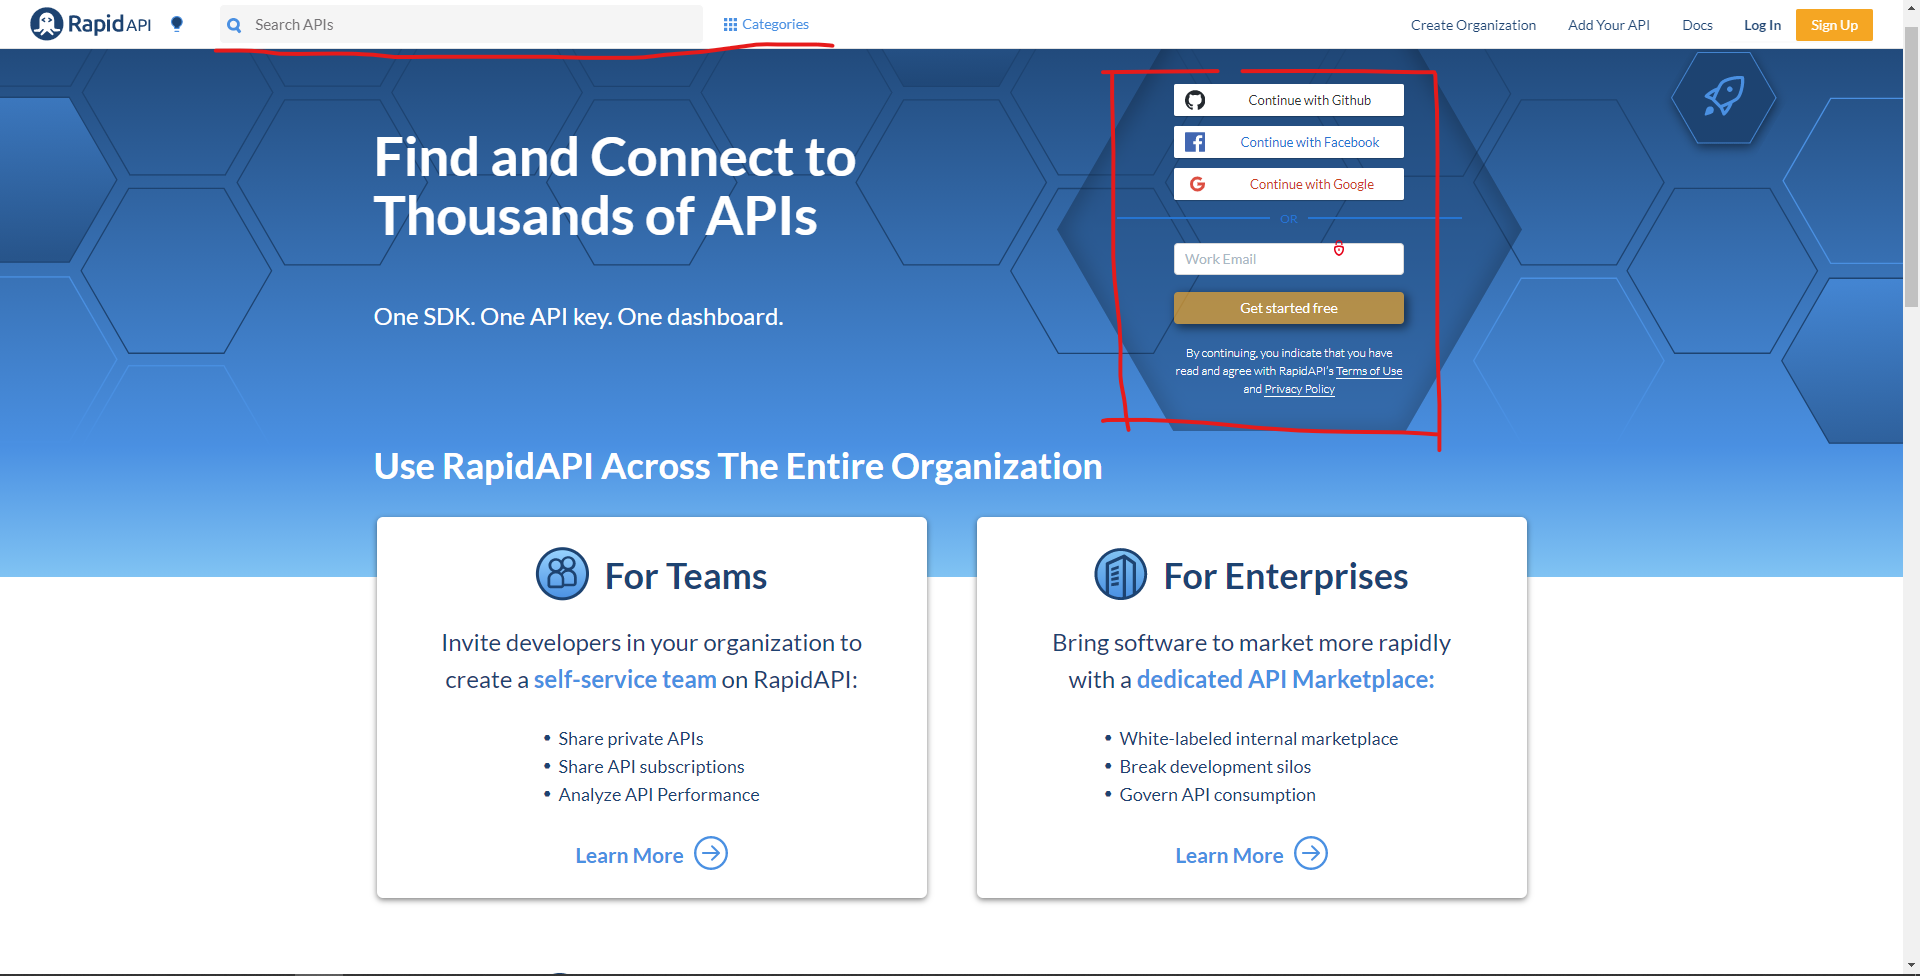 RapidAPI
Search APIs
Categories
Create Organization
Add Your API
Docs
Log In
Sign Up
Find and Connect to
Thousands of APIs
One SDK. One API key. One dashboard.
Continue with Github
Continue with Facebook
Continue with Google
OR
Work Email
Get started free
By continuing, you indicate that you have
read and agree with RapidAPI's Terms of Use
and Privacy Policy
Use RapidAPI Across The Entire Organization
For Teams
Invite developers in your organization to
create a self-service team on RapidAPI:
• Share private APIs
• Share API subscriptions
• Analyze API Performance
Learn More
For Enterprises
Bring software to market more rapidly
with a dedicated API Marketplace:
• White-labeled internal marketplace
• Break development silos
• Govern API consumption
Learn More